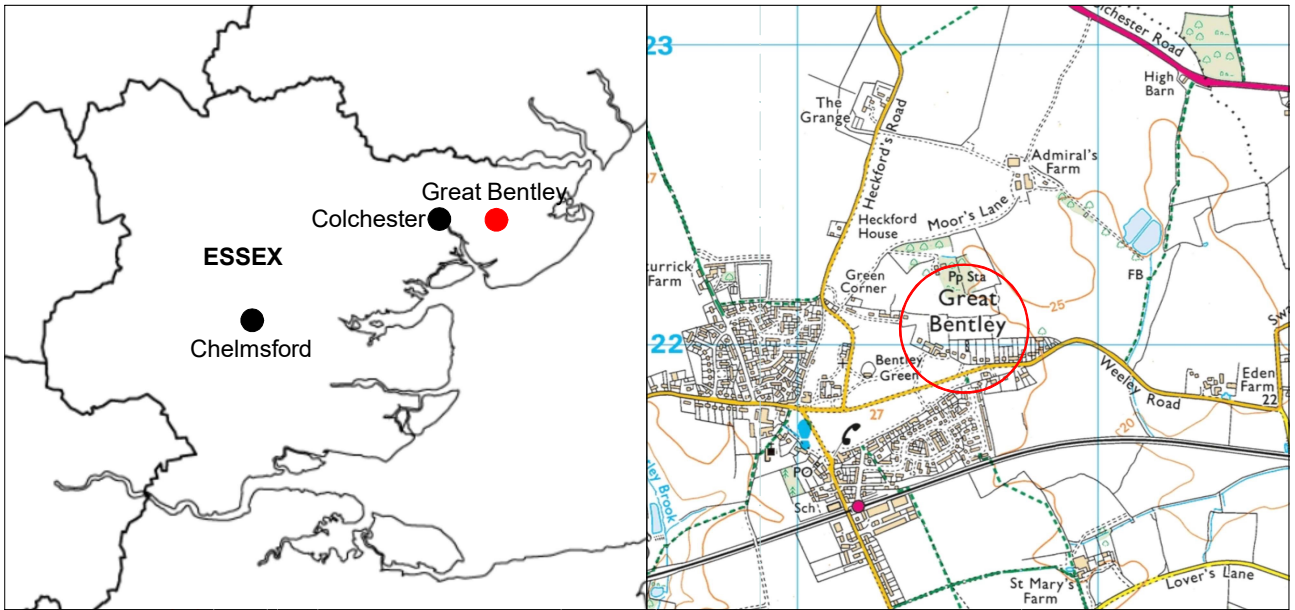 Great Bentley
Colchester
ESSEX
Chelmsford
23
Colchester Road
High
Barn
The
Grange
Heckford's Road
Admiral's
Farm
27
Moor's Lane
Heckford
House
FB
Farm
Green
Corner
Pp Sta
Great
Bentley
25
22
Bentley
Green
Weeley
Road
Eden
Farm
22
27
20
PO
Sch
Brook
St Mary's
Farm
Lover's Lane